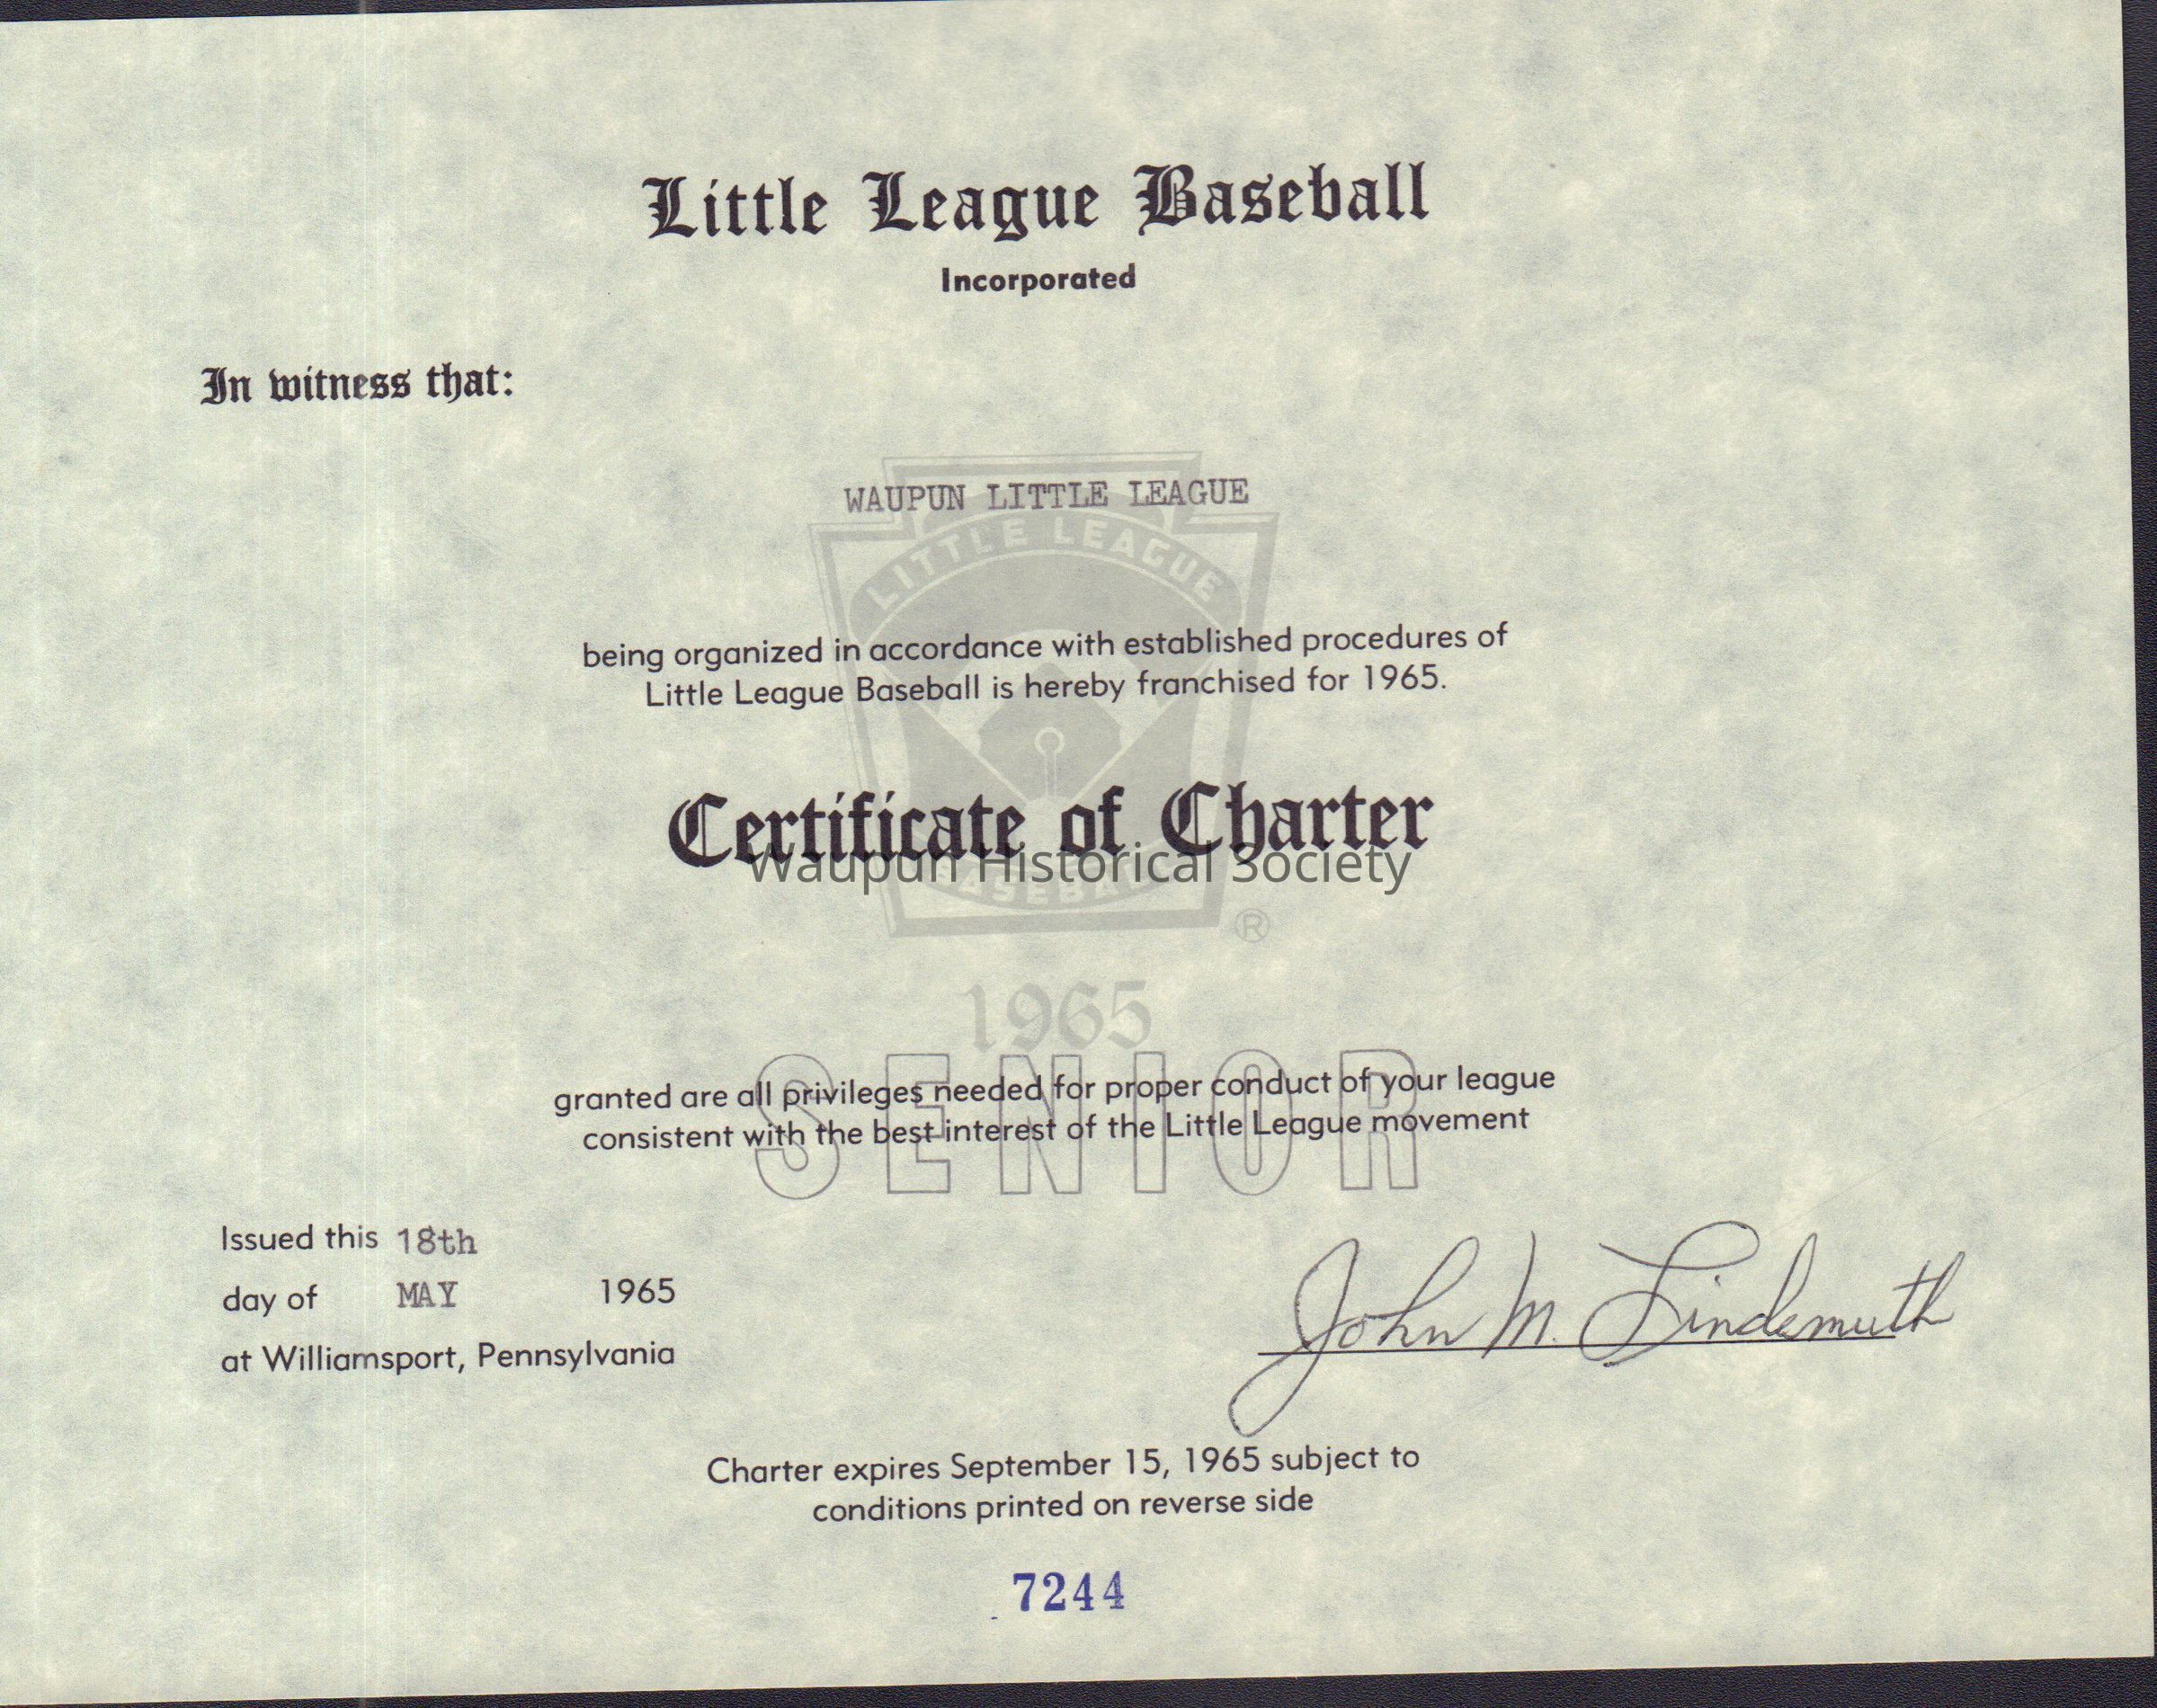 Little League Baseball
Incorporated
In witness that:
WAUPUN LITTLE LEAGUE
LITTLE LEAGUE
being organized in accordance with established procedures of
Little League Baseball is hereby franchised for 1965.
Certificate of Charter
Waupun Historical Society
BASEBALL
®
1965
SENIOR
granted are all privileges needed for proper conduct of your league
consistent with the best interest of the Little League movement
Issued this 18th
day of MAY 1965
at Williamsport, Pennsylvania
John M. Lindemuth
Charter expires September 15, 1965 subject to
conditions printed on reverse side
7244